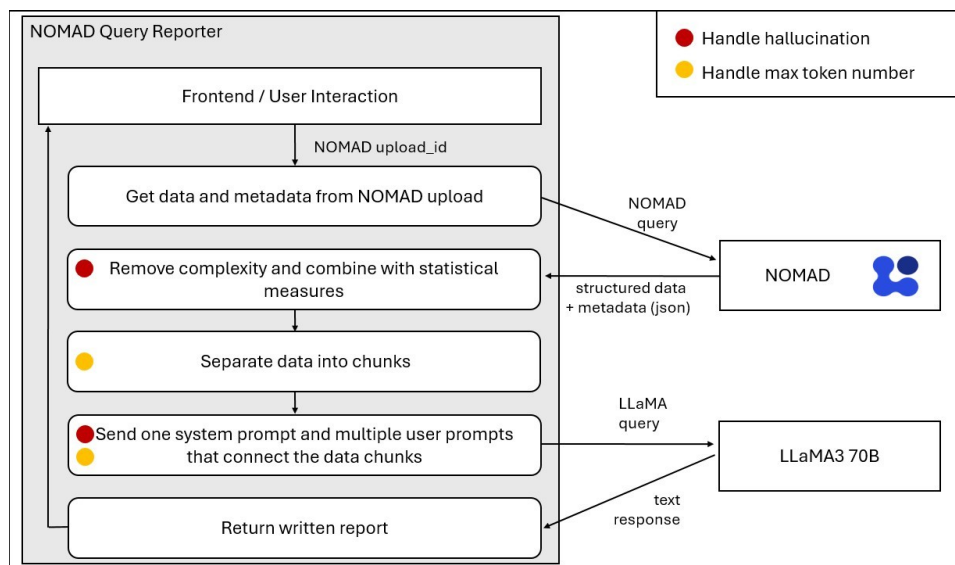 NOMAD Query Reporter
Handle hallucination
Handle max token number
Frontend / User Interaction
NOMAD upload_id
Get data and metadata from NOMAD upload
NOMAD
query
NOMAD
Remove complexity and combine with statistical
measures
structured data
+ metadata (json)
Separate data into chunks
LLaMA
query
Send one system prompt and multiple user prompts
that connect the data chunks
LLaMA3 70B
text
response
Return written report